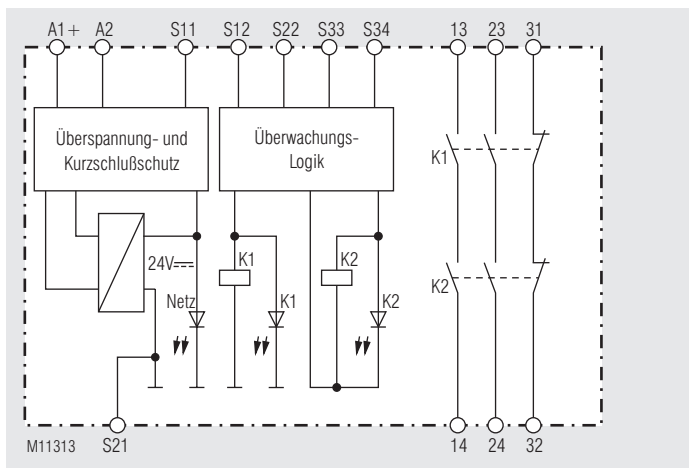 A1+ A2 S11 S12 S22 S33 S34 13 23 31
Überspannung- und
Kurzschlußschutz
Überwachungs-
Logik
K1
24V
K1
K2
K2
Netz
K1
K2
M11313 S21 14 24 32